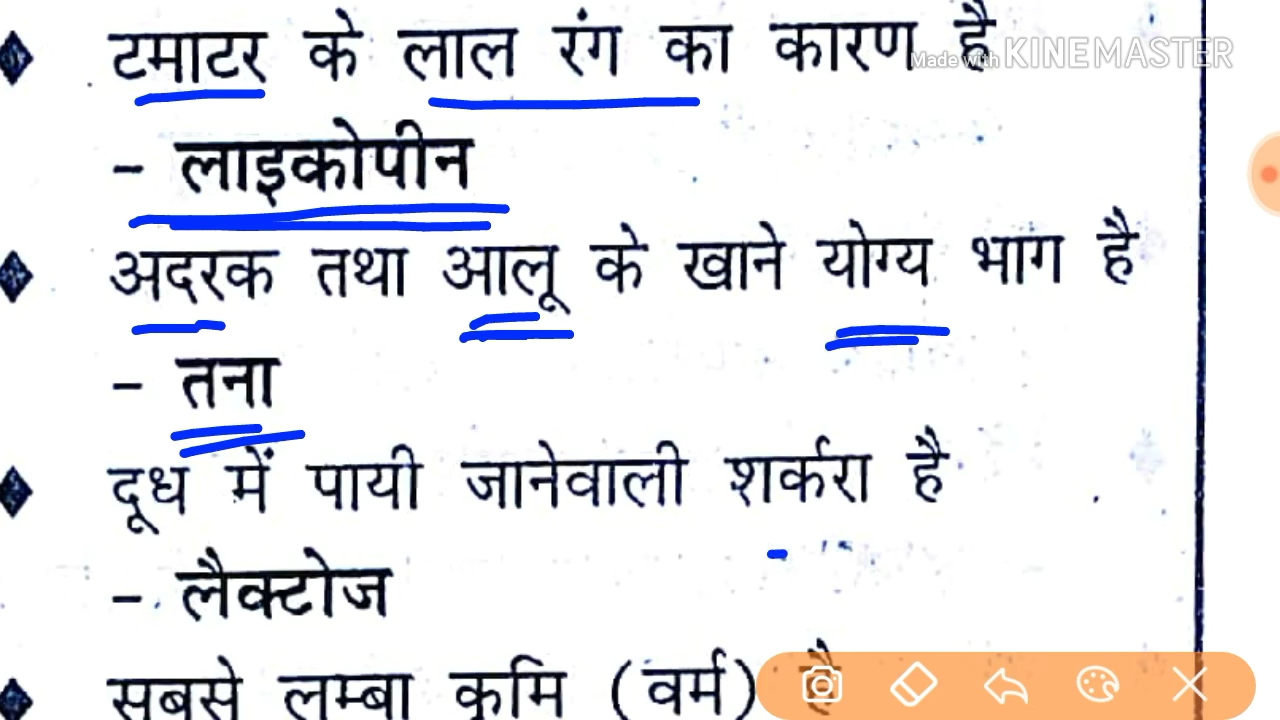 टमाटर के लाल रंग का कारण है
Made with KINEMASTER
- लाइकोपीन
अदरक तथा आलू के खाने योग्य भाग है
- तना
दूध में पायी जानेवाली शर्करा है
- लैक्टोज
सबसे लम्बा कृमि (वर्म) है